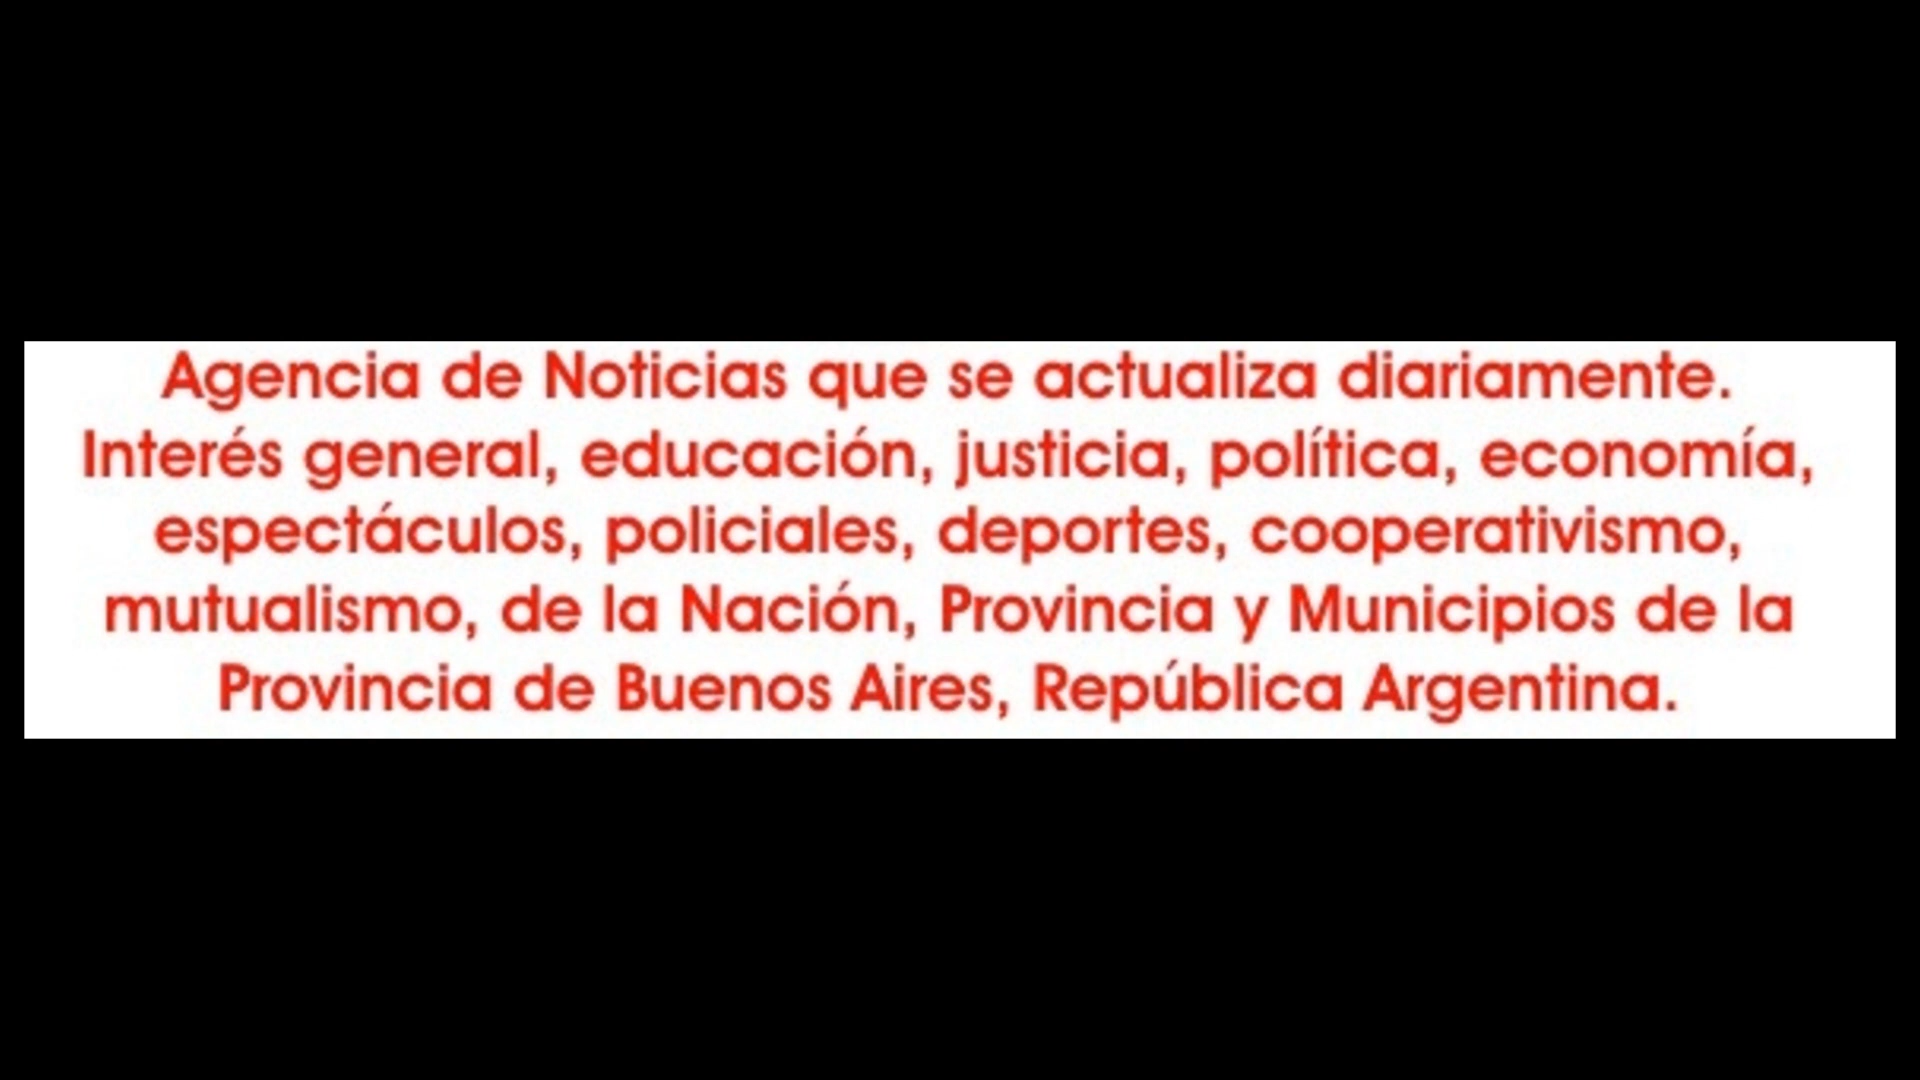 Agencia de Noticias que se actualiza diariamente.
Interés general, educación, justicia, política, economía,
espectáculos, policiales, deportes, cooperativismo,
mutualismo, de la Nación, Provincia y Municipios de la
Provincia de Buenos Aires, República Argentina.